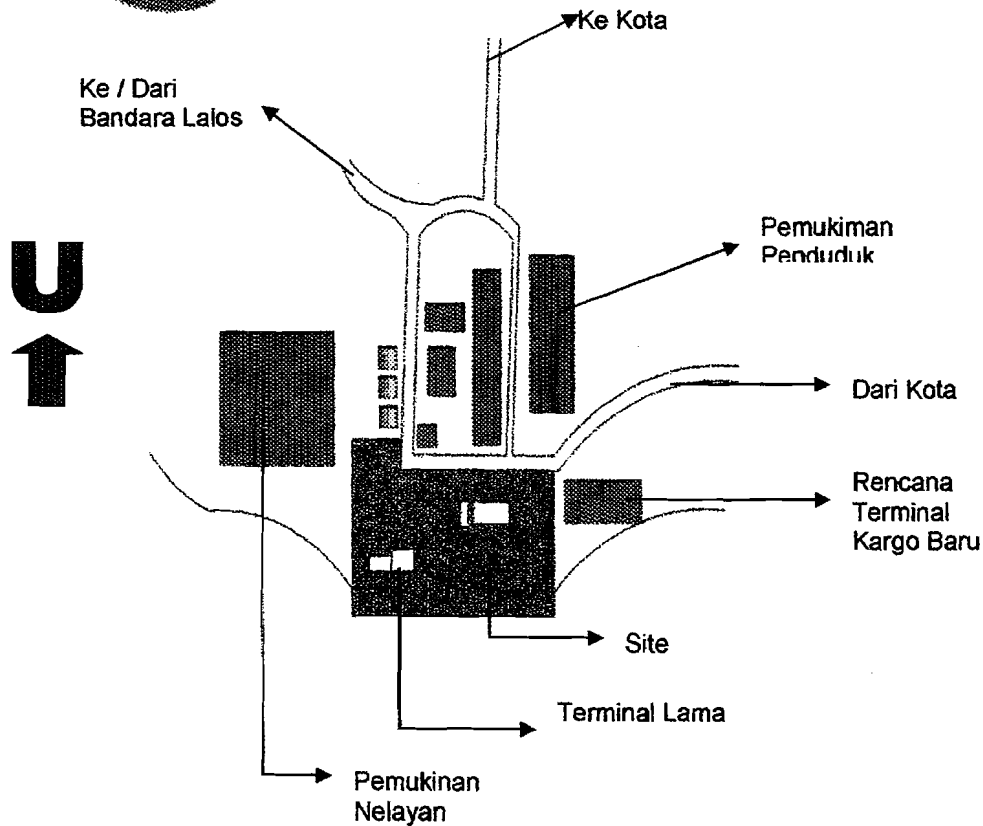 Ke Kota
Ke / Dari
Bandara Lalos
U
Pemukiman
Penduduk
Dari Kota
Rencana
Terminal
Kargo Baru
Site
Terminal Lama
Pemukinan
Nelayan